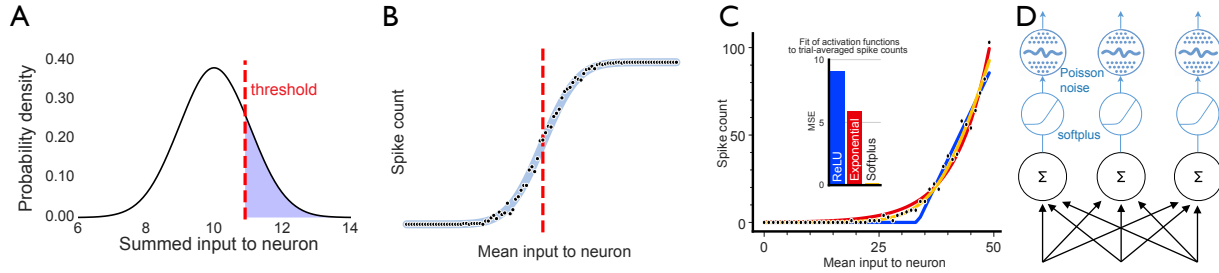 A
Probability density
0.40
0.30
0.20
0.10
0.00
threshold
6
8
10
12
14
Summed input to neuron
B
Spike count
Mean input to neuron
C
Spike count
100
50
0
0
25
50
Mean input to neuron
Fit of activation functions
to trial-averaged spike counts
MSE
10
5
0
ReLU
Exponential
Softplus
D
Poisson
noise
softplus
Σ
Σ
Σ